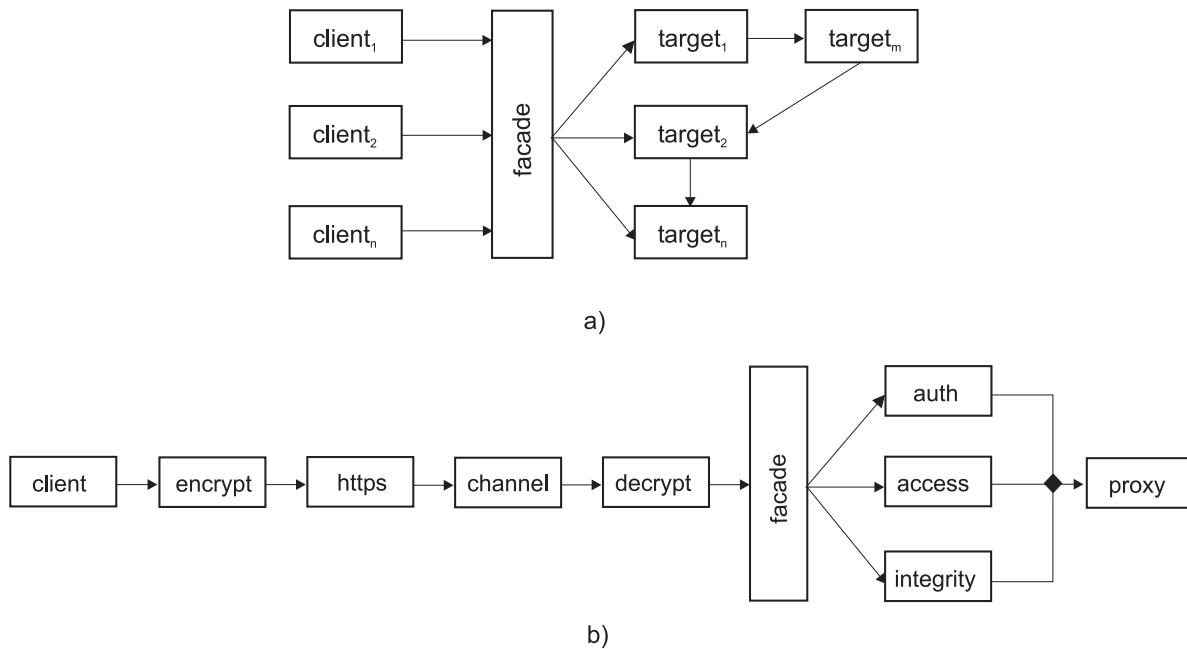 client₁
facade
target₁
targetₘ
client₂
target₂
clientₙ
targetₙ
a)
client
encrypt
https
channel
decrypt
facade
auth
access
integrity
proxy
b)